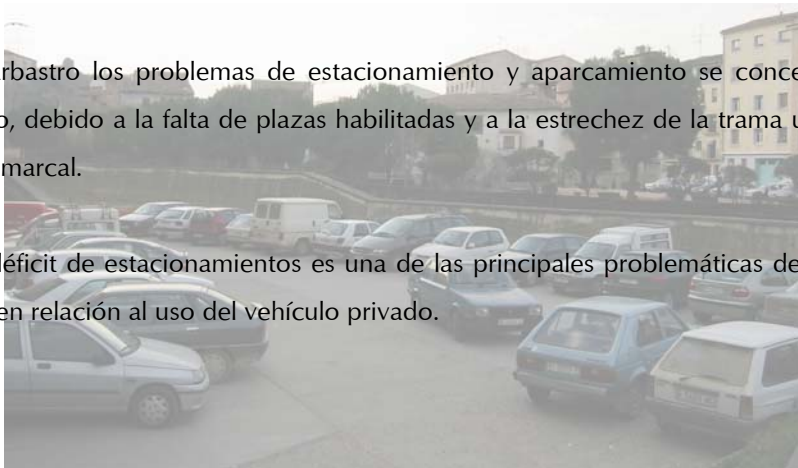 rbastro los problemas de estacionamiento y aparcamiento se conce
o, debido a la falta de plazas habilitadas y a la estrechez de la trama u
marcal.
déficit de estacionamientos es una de las principales problemáticas de
en relación al uso del vehículo privado.